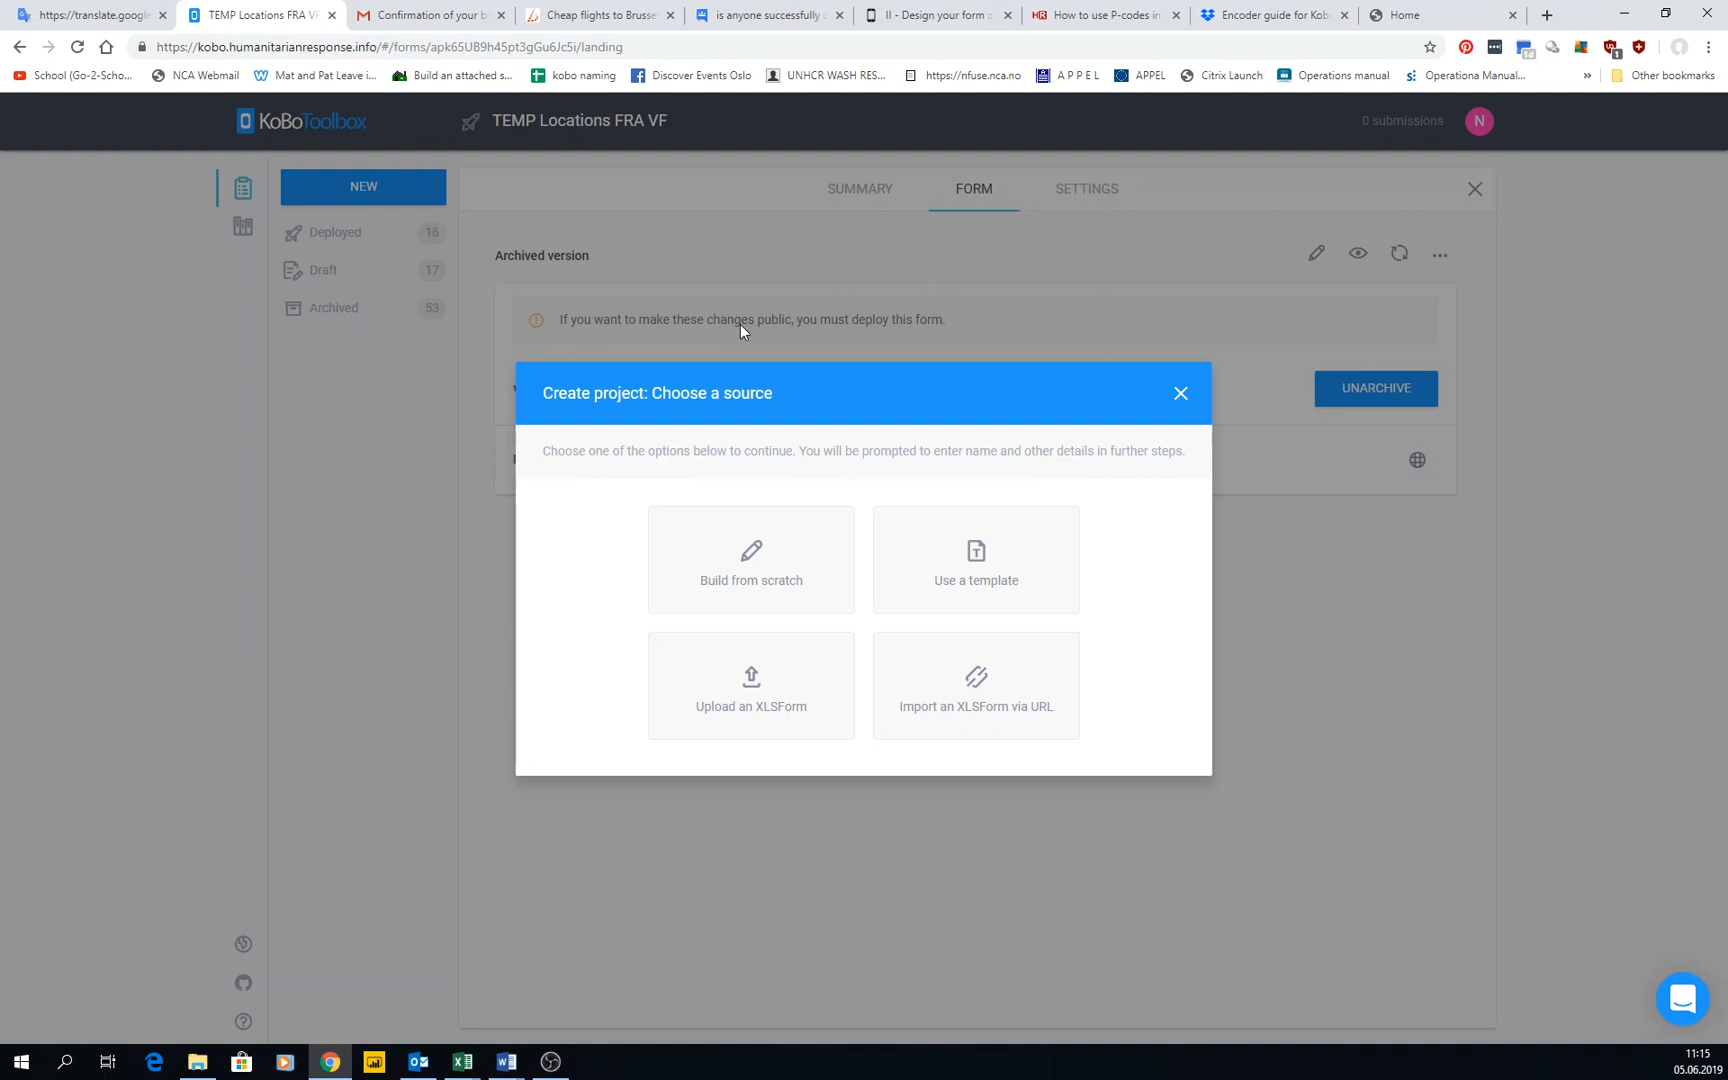 https://translate.google
TEMP Locations FRA VF
Confirmation of your b
Cheap flights to Brusse
is anyone successfully u
II - Design your form :
How to use P-codes in
Encoder guide for Kobo
Home
https://kobo.humanitarianresponse.info/#/forms/apk65UB9h45pt3gGu6Jc5i/landing
School (Go-2-Scho...
NCA Webmail
Mat and Pat Leave i...
Build an attached s...
kobo naming
Discover Events Oslo
UNHCR WASH RES...
https://nfuse.nca.no
A P P E L
APPEL
Citrix Launch
Operations manual
Operationa Manual...
»
Other bookmarks
KoBoToolbox
TEMP Locations FRA VF
0 submissions
N
NEW
SUMMARY
FORM
SETTINGS
Deployed
16
Draft
17
Archived
53
Archived version
If you want to make these changes public, you must deploy this form.
UNARCHIVE
Create project: Choose a source
Choose one of the options below to continue. You will be prompted to enter name and other details in further steps.
Build from scratch
Use a template
Upload an XLSForm
Import an XLSForm via URL
11:15
05.06.2019